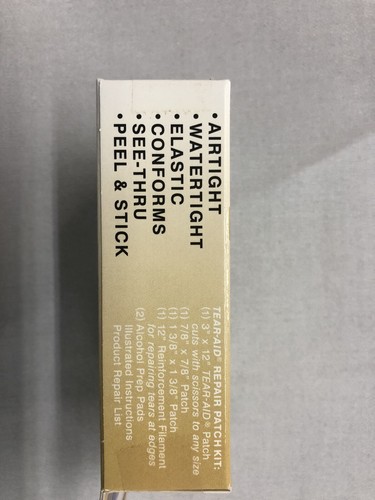 • AIRTIGHT
• WATERTIGHT
• ELASTIC
• CONFORMS
• SEE-THRU
• PEEL & STICK
TEAR-AID® REPAIR PATCH KIT:
(1) 3" x 12" TEAR-AID® Patch
cuts with scissors to any size
(1) 7/8" x 7/8" Patch
(1) 1 3/8" x 1 3/8" Patch
(1) 12" Reinforcement Filament
for repairing tears at edges
(2) Alcohol Prep Pads
Illustrated Instructions
Product Repair List